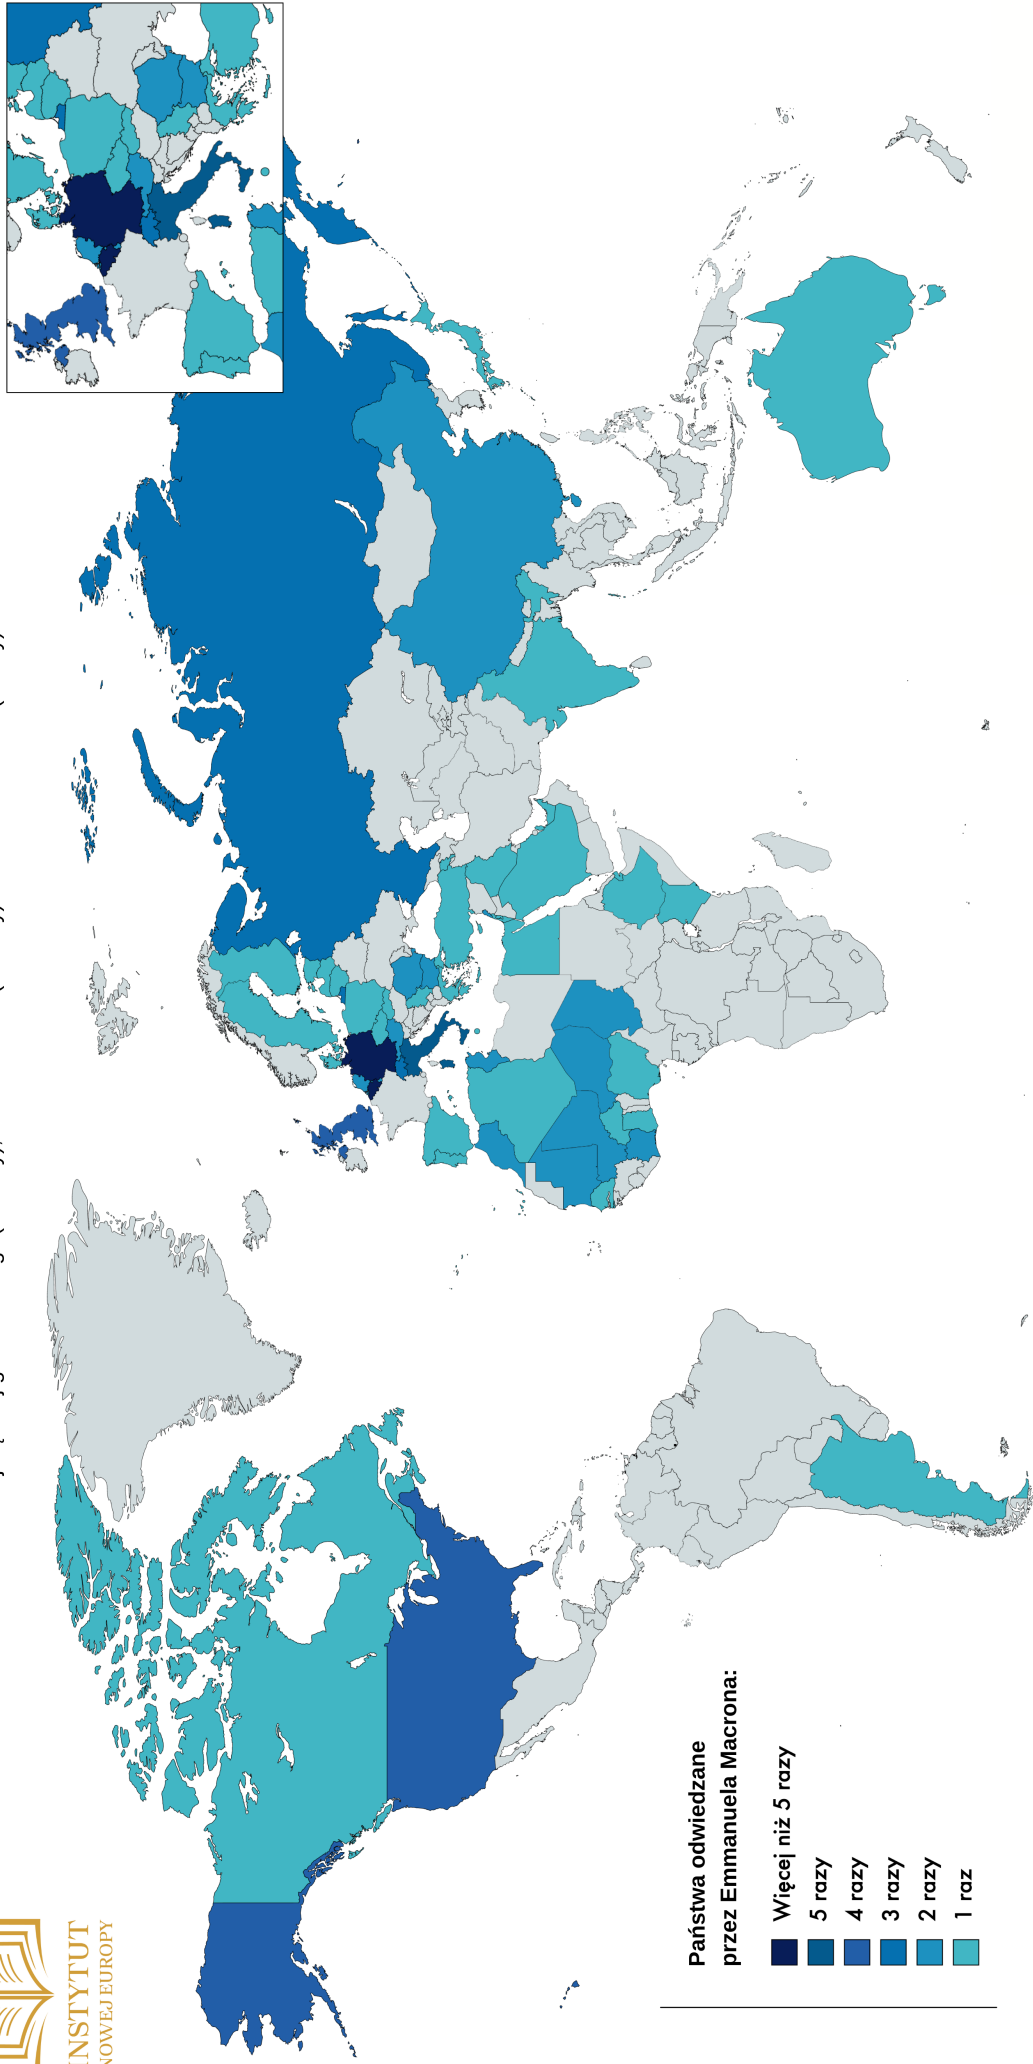 INSTYTUT
NOWEJ EUROPY
Państwa odwiedzane
przez Emmanuela Macrona:
Więcej niż 5 razy
5 razy
4 razy
3 razy
2 razy
1 raz